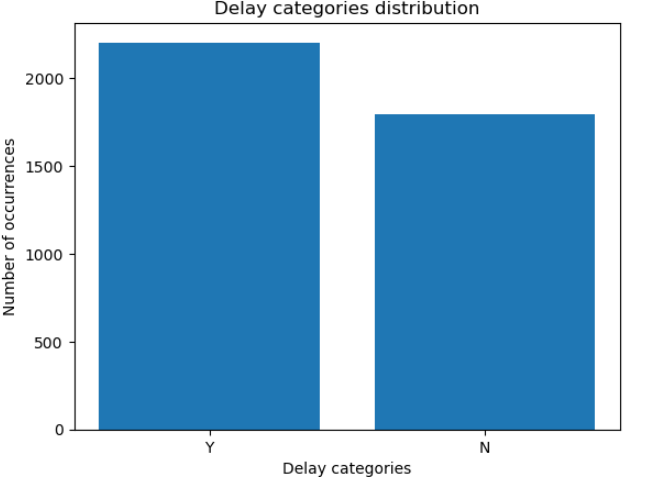 Delay categories distribution
Number of occurrences
2000
1500
1000
500
0
Y N
Delay categories